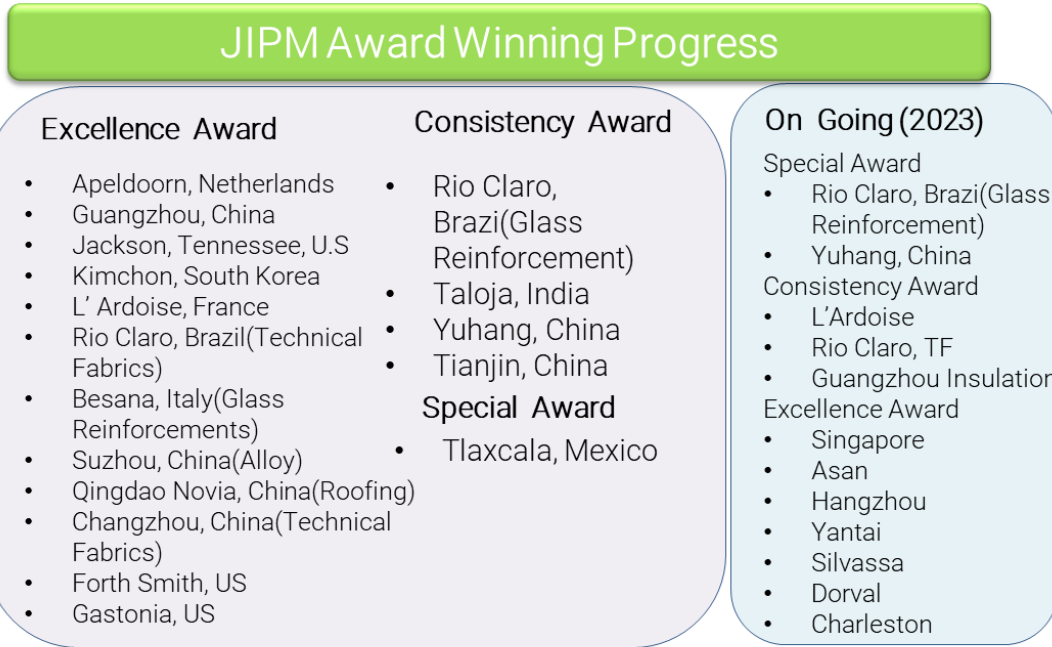 JIPM Award Winning Progress
Excellence Award
• Apeldoorn, Netherlands
• Guangzhou, China
• Jackson, Tennessee, U.S
• Kimchon, South Korea
• L’ Ardoise, France
• Rio Claro, Brazil(Technical
Fabrics)
• Besana, Italy(Glass
Reinforcements)
• Suzhou, China(Alloy)
• Qingdao Novia, China(Roofing)
• Changzhou, China(Technical
Fabrics)
• Forth Smith, US
• Gastonia, US
Consistency Award
• Rio Claro,
Brazi(Glass
Reinforcement)
• Taloja, India
• Yuhang, China
• Tianjin, China
Special Award
• Tlaxcala, Mexico
On Going (2023)
Special Award
• Rio Claro, Brazi(Glass
Reinforcement)
• Yuhang, China
Consistency Award
• L’Ardoise
• Rio Claro, TF
• Guangzhou Insulation
Excellence Award
• Singapore
• Asan
• Hangzhou
• Yantai
• Silvassa
• Dorval
• Charleston